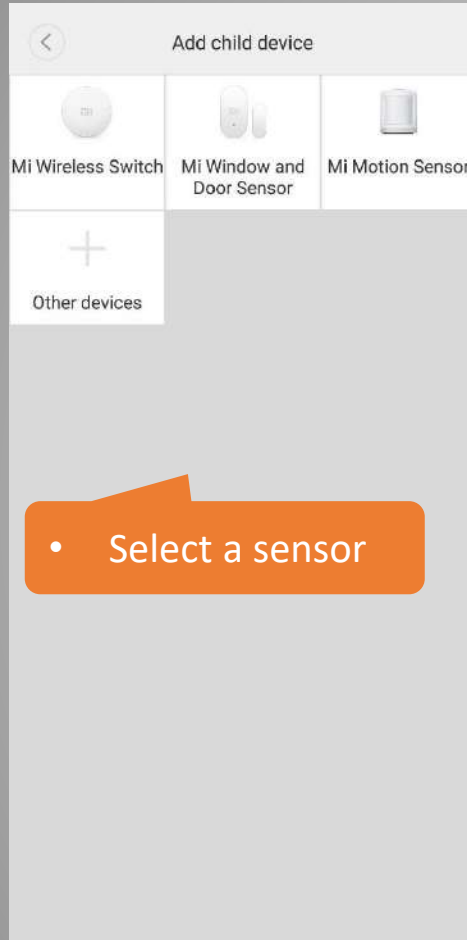 Add child device
Mi Wireless Switch
Mi Window and
Door Sensor
Mi Motion Sensor
Other devices
• Select a sensor